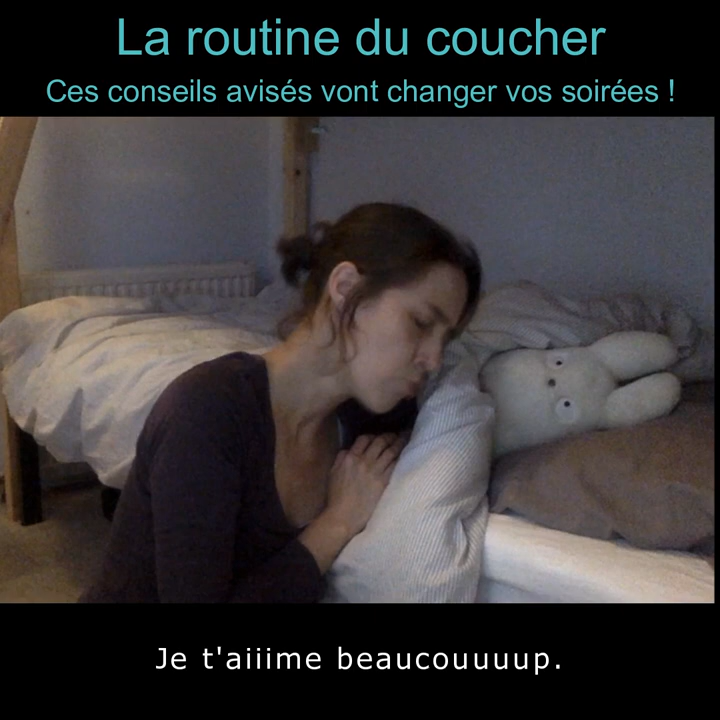 La routine du coucher
Ces conseils avisés vont changer vos soirées !
Je t'aiiime beaucouuuup.